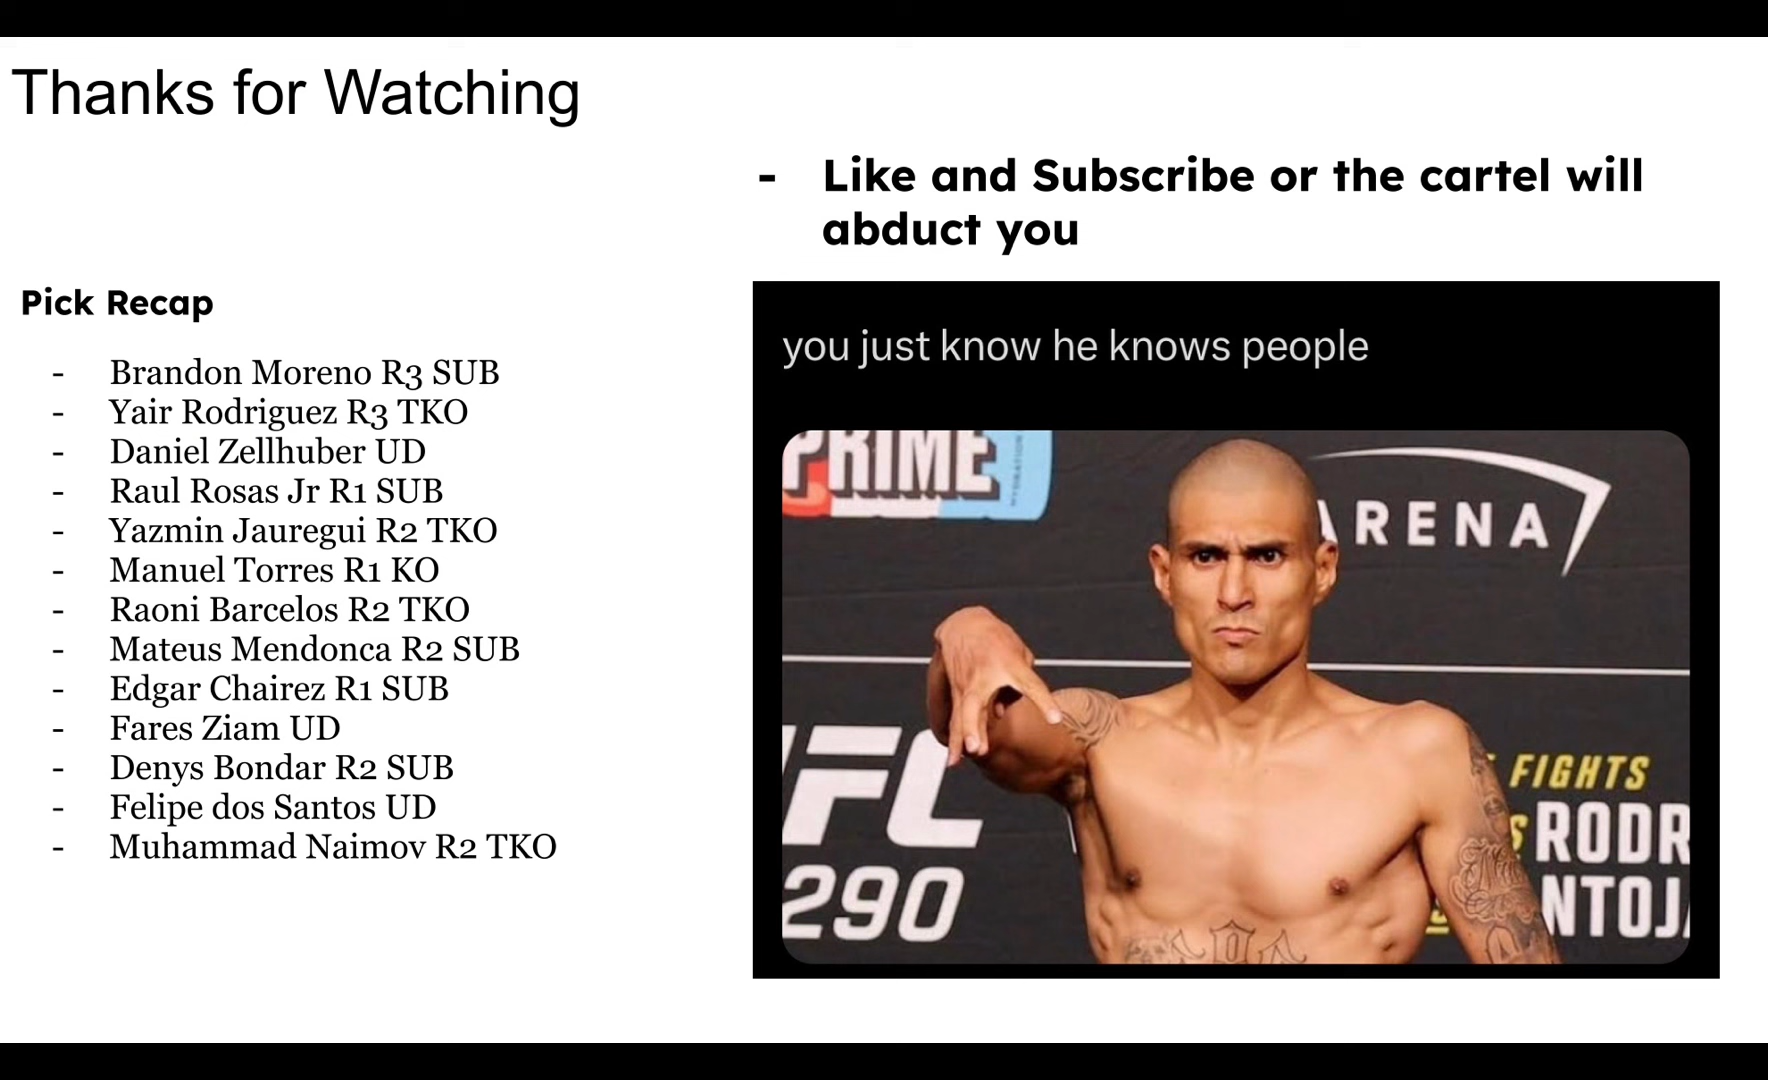 Thanks for Watching
- Like and Subscribe or the cartel will
abduct you
Pick Recap
- Brandon Moreno R3 SUB
- Yair Rodriguez R3 TKO
- Daniel Zellhuber UD
- Raul Rosas Jr R1 SUB
- Yazmin Jauregui R2 TKO
- Manuel Torres R1 KO
- Raoni Barcelos R2 TKO
- Mateus Mendonca R2 SUB
- Edgar Chairez R1 SUB
- Fares Ziam UD
- Denys Bondar R2 SUB
- Felipe dos Santos UD
- Muhammad Naimov R2 TKO
you just know he knows people
PRIME
HYDRATION
ARENA
UFC
290
FIGHTS
S RODR
NTOJA